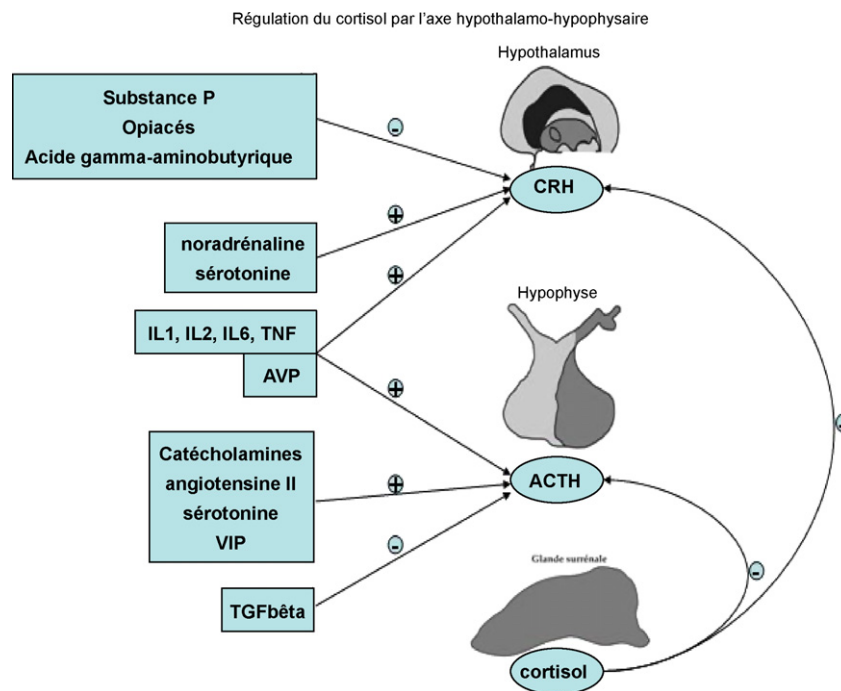 Régulation du cortisol par l'axe hypothalamo-hypophysaire
Hypothalamus
Substance P
Opiacés
Acide gamma-aminobutyrique
-
CRH
+
noradrénaline
sérotonine
+
Hypophyse
IL1, IL2, IL6, TNF
AVP
+
-
Catécholamines
angiotensine II
sérotonine
VIP
+
ACTH
-
Glande surrénale
-
TGFbêta
cortisol